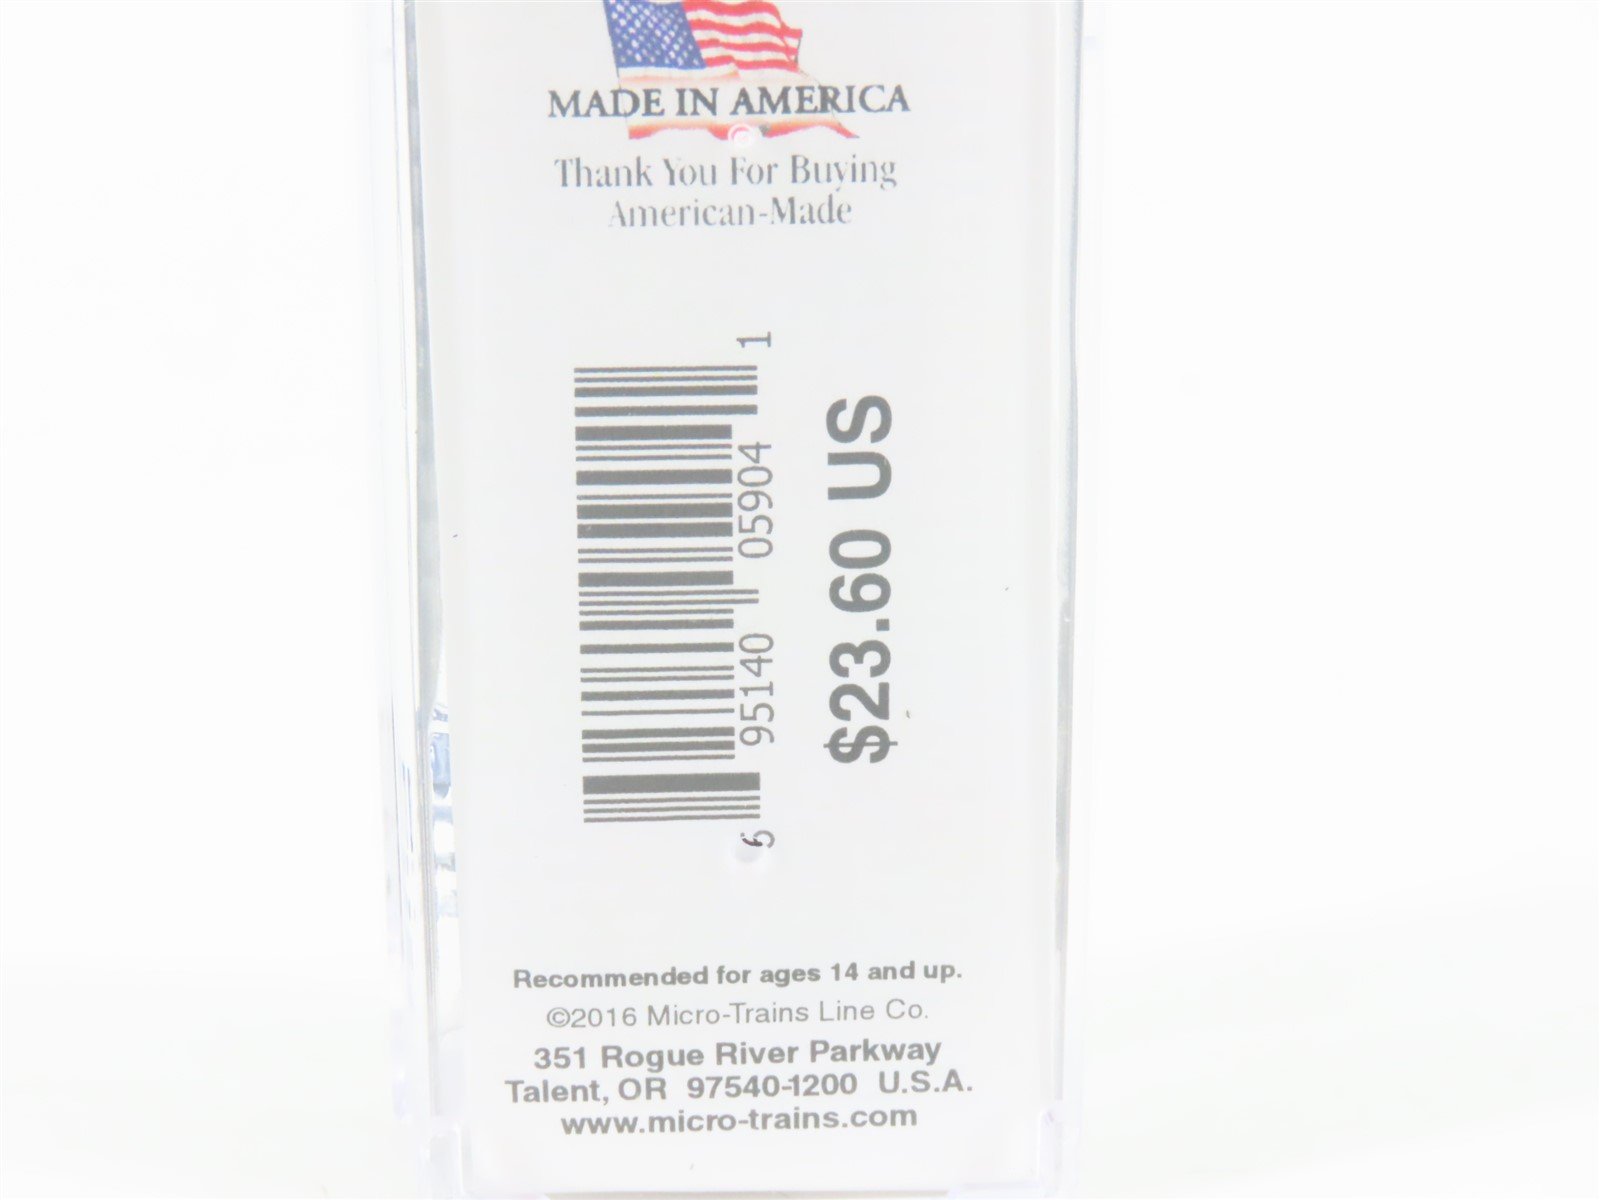 MADE IN AMERICA
Thank You For Buying
American-Made
6 95140 05904 1
$23.60 US
Recommended for ages 14 and up.
©2016 Micro-Trains Line Co.
351 Rogue River Parkway
Talent, OR 97540-1200 U.S.A.
www.micro-trains.com